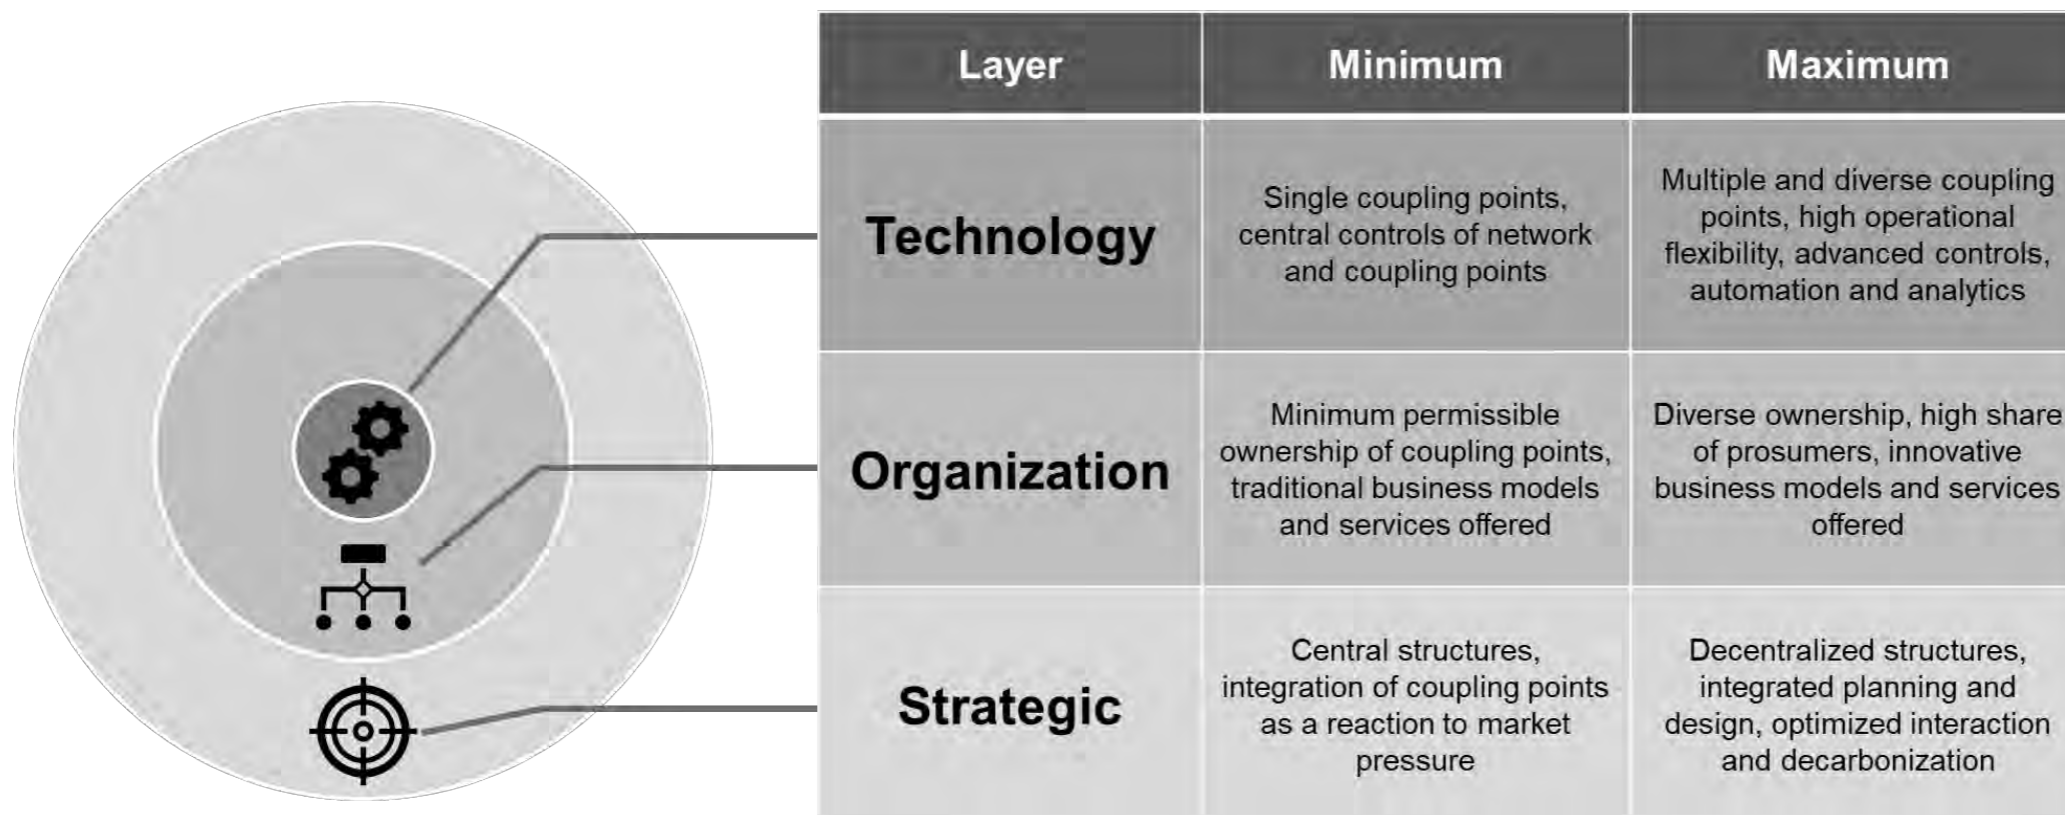 Layer Minimum Maximum
Technology
Single coupling points,
central controls of network
and coupling points
Multiple and diverse coupling
points, high operational
flexibility, advanced controls,
automation and analytics
Organization
Minimum permissible
ownership of coupling points,
traditional business models
and services offered
Diverse ownership, high share
of prosumers, innovative
business models and services
offered
Strategic
Central structures,
integration of coupling points
as a reaction to market
pressure
Decentralized structures,
integrated planning and
design, optimized interaction
and decarbonization